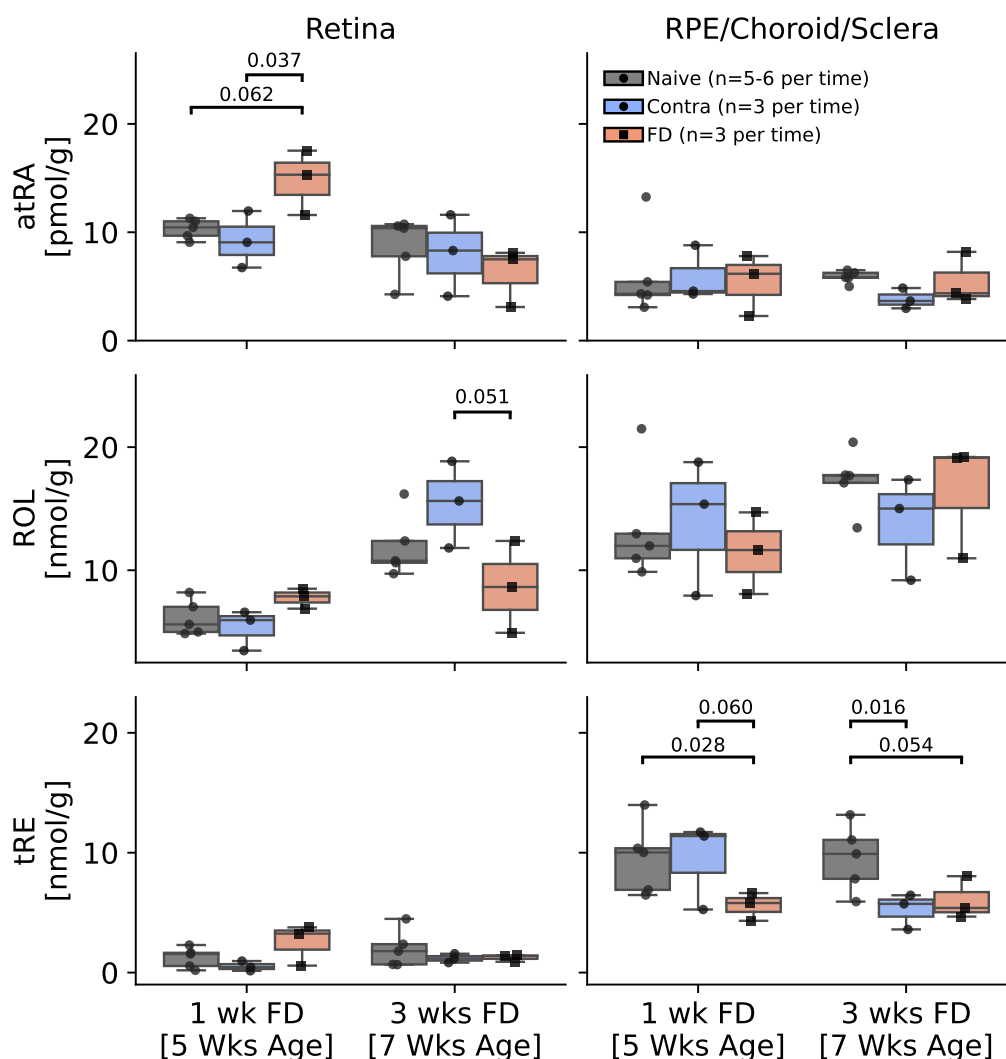 Retina
RPE/Choroid/Sclera
atRA
[pmol/g]
20
10
0
0.037
0.062
Naive (n=5-6 per time)
Contra (n=3 per time)
FD (n=3 per time)
ROL
[nmol/g]
20
10
0.051
tRE
[nmol/g]
20
10
0
0.060
0.028
0.016
0.054
1 wk FD
[5 Wks Age]
3 wks FD
[7 Wks Age]
1 wk FD
[5 Wks Age]
3 wks FD
[7 Wks Age]